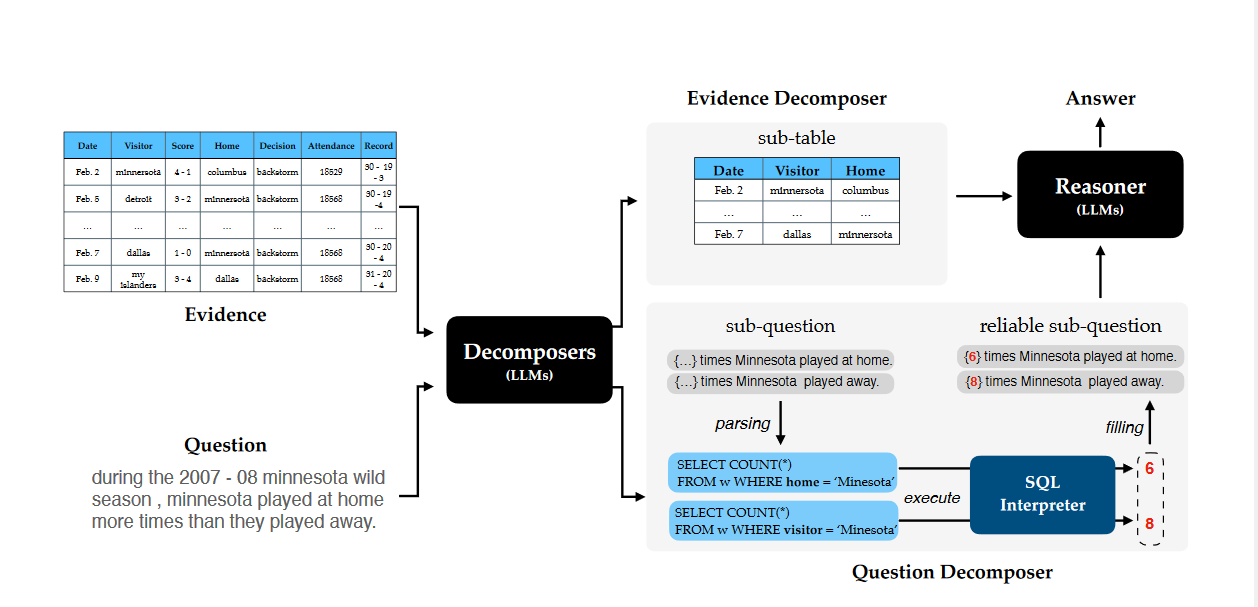 Evidence Decomposer
Answer
sub-table
Date Visitor Score Home Decision Attendance Record
Feb. 2 minnersota 4 - 1 columbus backstorm 18529 30 - 19 - 3
Feb. 5 detroit 3 - 2 minnersota backstorm 18568 30 - 19 -4
... ... ... ... ... ... ...
Feb. 7 dallas 1 - 0 minnersota backstorm 18568 30 - 20 - 4
Feb. 9 my islanders 3 - 4 dallas backstorm 18568 31 - 20 - 4
Evidence
Date Visitor Home
Feb. 2 minnersota columbus
... ... ...
Feb. 7 dallas minnersota
Reasoner
(LLMs)
Decomposers
(LLMs)
Question
during the 2007 - 08 minnesota wild
season , minnesota played at home
more times than they played away.
sub-question
{...} times Minnesota played at home.
{...} times Minnesota played away.
parsing
SELECT COUNT(*)
FROM w WHERE home = ‘Minesota’
SELECT COUNT(*)
FROM w WHERE visitor = ‘Minesota’
execute
SQL
Interpreter
6
8
filling
reliable sub-question
{6} times Minnesota played at home.
{8} times Minnesota played away.
Question Decomposer